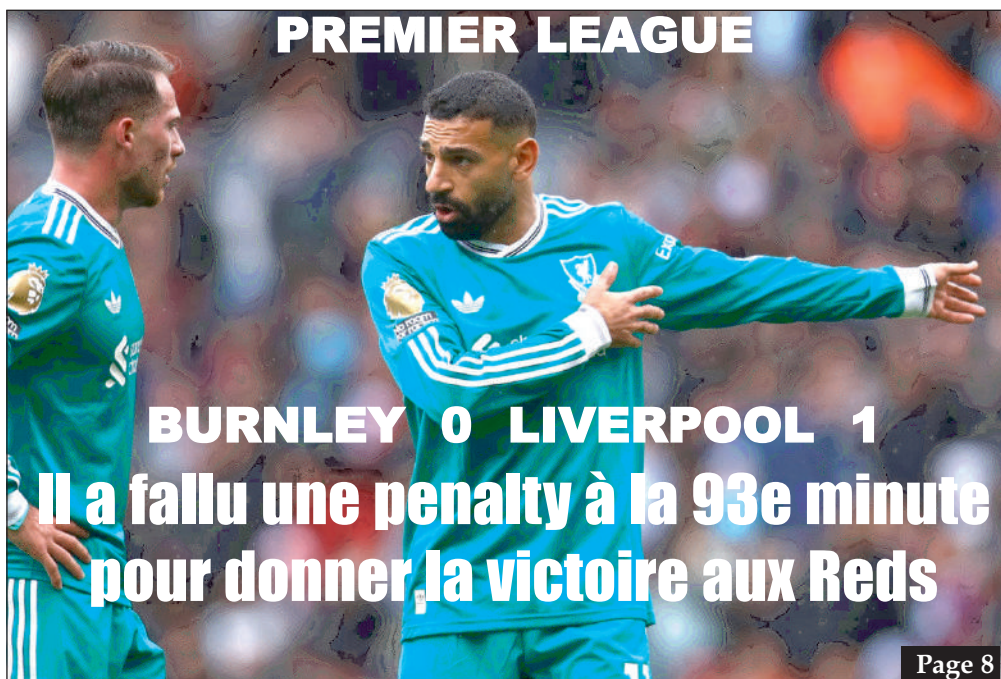 PREMIER LEAGUE
BURNLEY 0 LIVERPOOL 1
Il a fallu une penalty à la 93e minute
pour donner la victoire aux Reds
Page 8